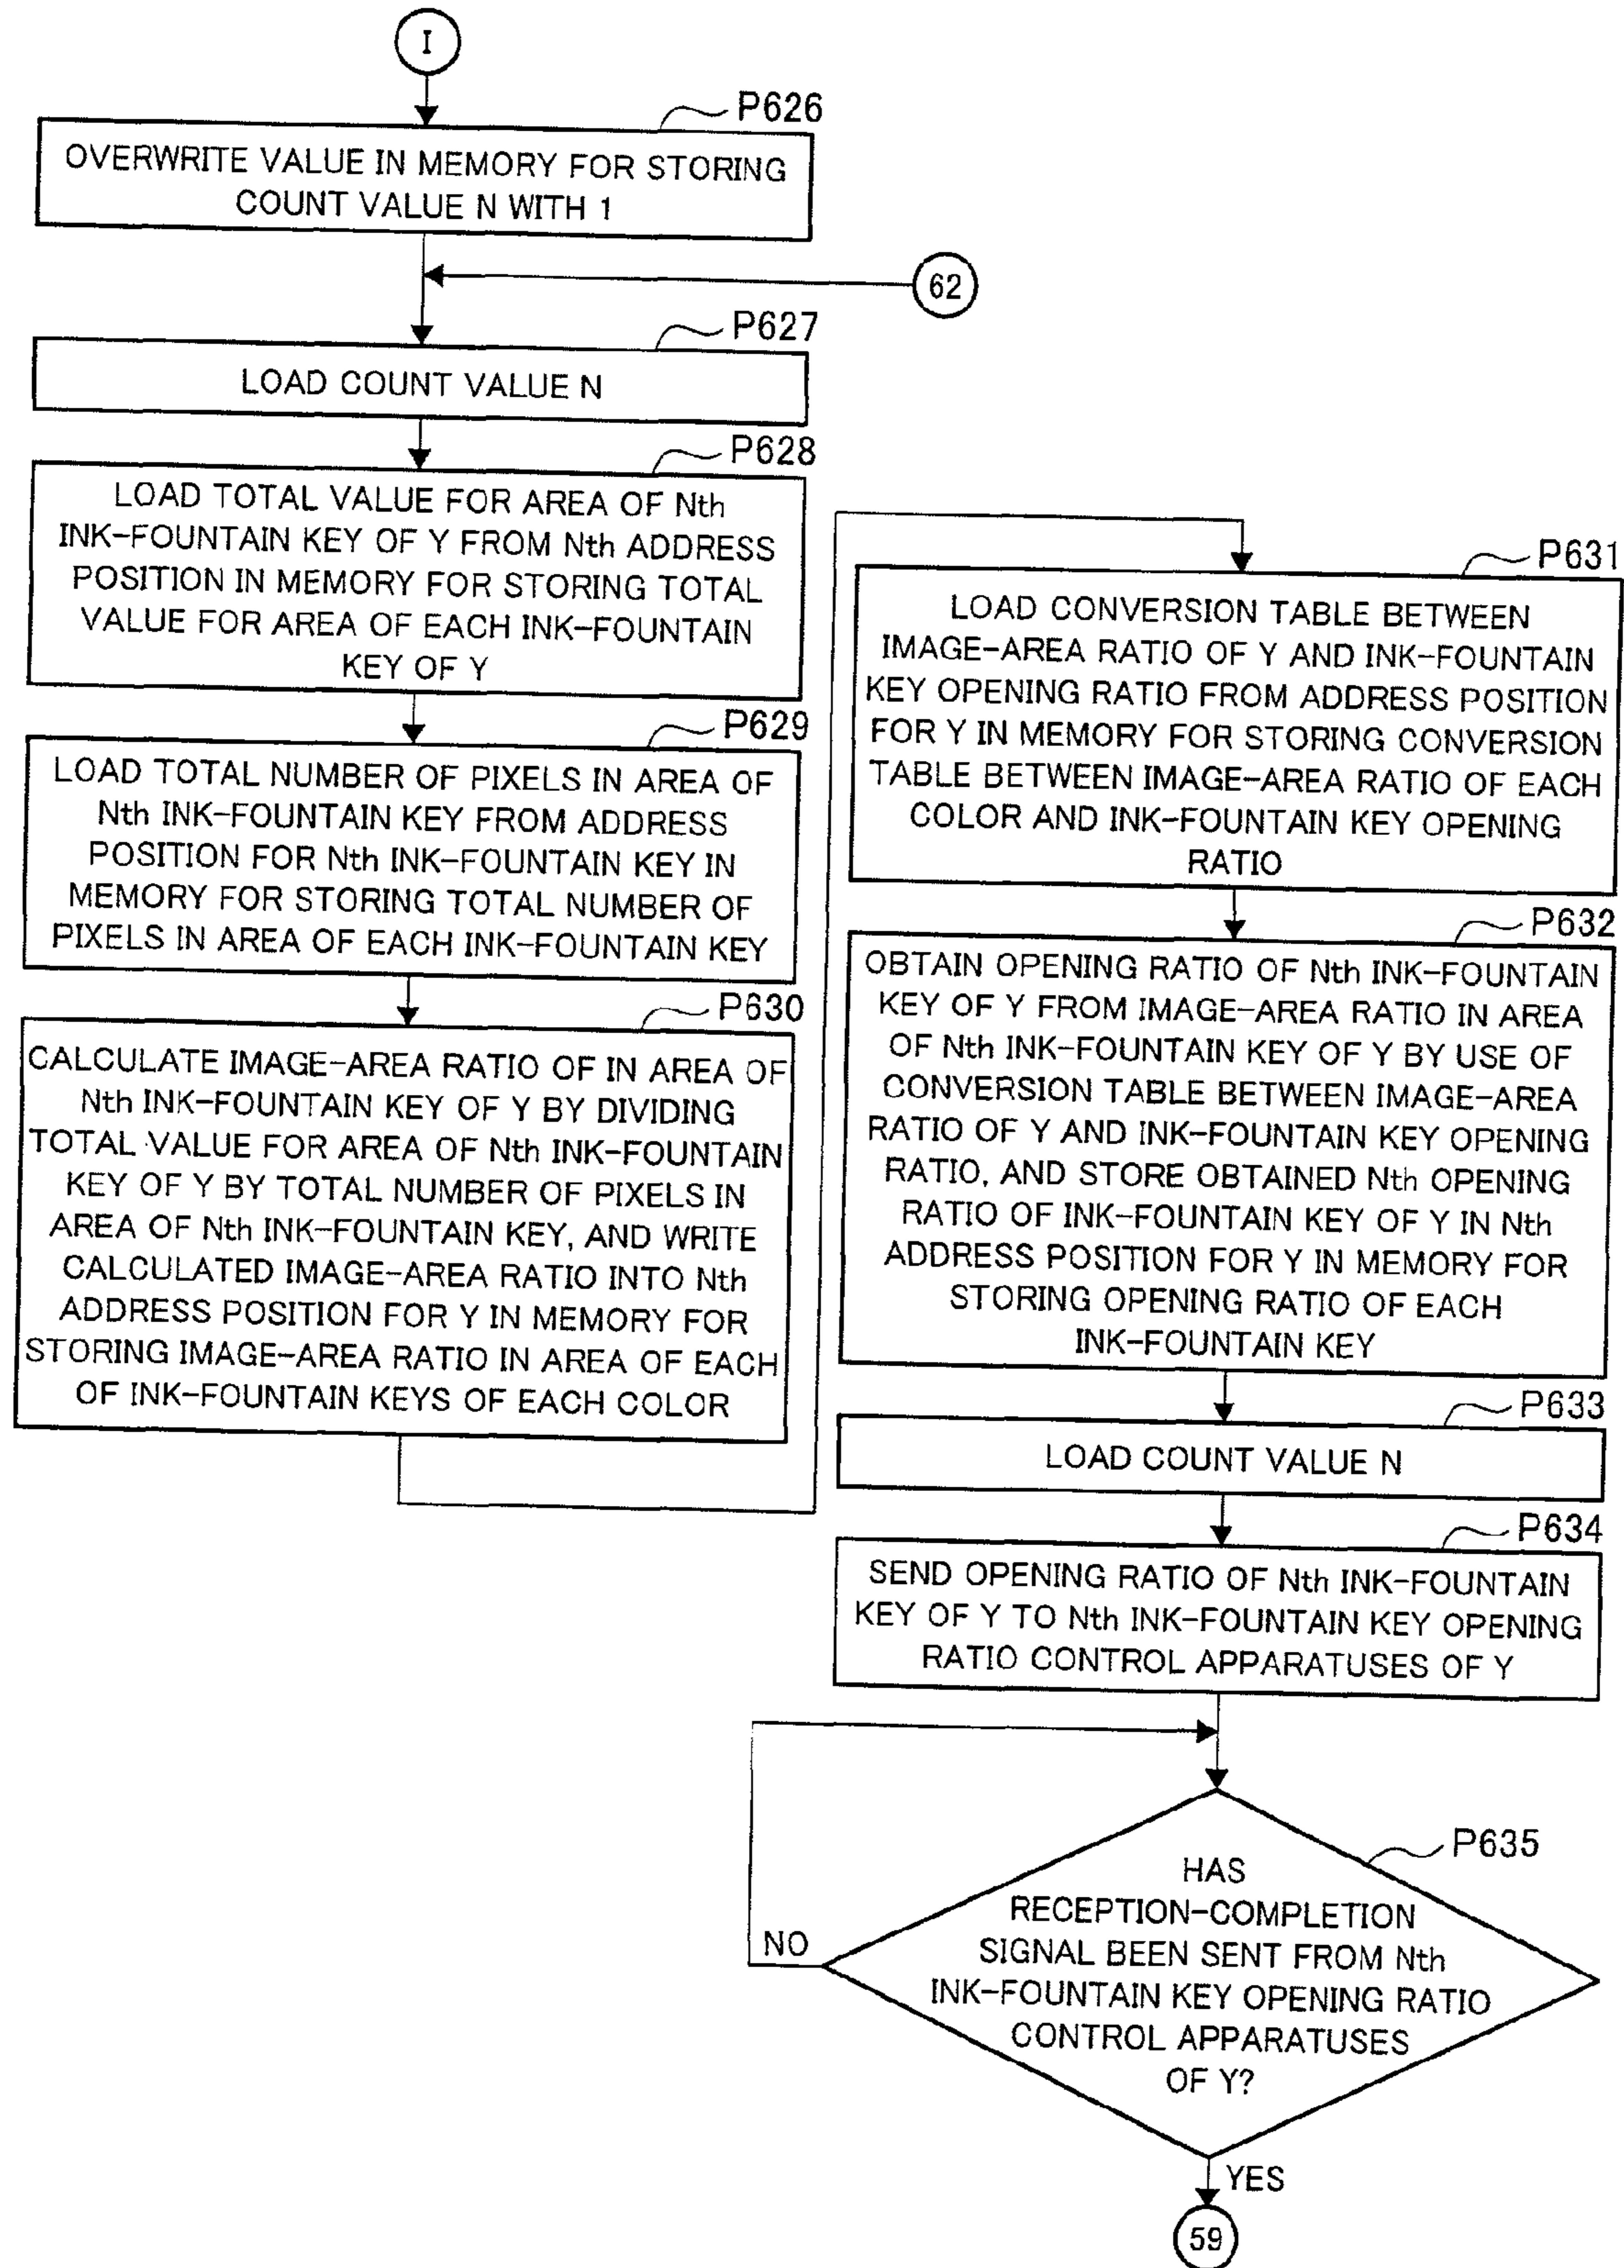 I
P626
OVERWRITE VALUE IN MEMORY FOR STORING
COUNT VALUE N WITH 1
62
P627
LOAD COUNT VALUE N
P628
LOAD TOTAL VALUE FOR AREA OF Nth
INK-FOUNTAIN KEY OF Y FROM Nth ADDRESS
POSITION IN MEMORY FOR STORING TOTAL
VALUE FOR AREA OF EACH INK-FOUNTAIN
KEY OF Y
P629
LOAD TOTAL NUMBER OF PIXELS IN AREA OF
Nth INK-FOUNTAIN KEY FROM ADDRESS
POSITION FOR Nth INK-FOUNTAIN KEY IN
MEMORY FOR STORING TOTAL NUMBER OF
PIXELS IN AREA OF EACH INK-FOUNTAIN KEY
P630
CALCULATE IMAGE-AREA RATIO OF IN AREA OF
Nth INK-FOUNTAIN KEY OF Y BY DIVIDING
TOTAL VALUE FOR AREA OF Nth INK-FOUNTAIN
KEY OF Y BY TOTAL NUMBER OF PIXELS IN
AREA OF Nth INK-FOUNTAIN KEY, AND WRITE
CALCULATED IMAGE-AREA RATIO INTO Nth
ADDRESS POSITION FOR Y IN MEMORY FOR
STORING IMAGE-AREA RATIO IN AREA OF EACH
OF INK-FOUNTAIN KEYS OF EACH COLOR
P631
LOAD CONVERSION TABLE BETWEEN
IMAGE-AREA RATIO OF Y AND INK-FOUNTAIN
KEY OPENING RATIO FROM ADDRESS POSITION
FOR Y IN MEMORY FOR STORING CONVERSION
TABLE BETWEEN IMAGE-AREA RATIO OF EACH
COLOR AND INK-FOUNTAIN KEY OPENING
RATIO
P632
OBTAIN OPENING RATIO OF Nth INK-FOUNTAIN
KEY OF Y FROM IMAGE-AREA RATIO IN AREA
OF Nth INK-FOUNTAIN KEY OF Y BY USE OF
CONVERSION TABLE BETWEEN IMAGE-AREA
RATIO OF Y AND INK-FOUNTAIN KEY OPENING
RATIO, AND STORE OBTAINED Nth OPENING
RATIO OF INK-FOUNTAIN KEY OF Y IN Nth
ADDRESS POSITION FOR Y IN MEMORY FOR
STORING OPENING RATIO OF EACH
INK-FOUNTAIN KEY
P633
LOAD COUNT VALUE N
P634
SEND OPENING RATIO OF Nth INK-FOUNTAIN
KEY OF Y TO Nth INK-FOUNTAIN KEY OPENING
RATIO CONTROL APPARATUSES OF Y
P635
HAS
RECEPTION-COMPLETION
SIGNAL BEEN SENT FROM Nth
INK-FOUNTAIN KEY OPENING RATIO
CONTROL APPARATUSES
OF Y?
NO
YES
59